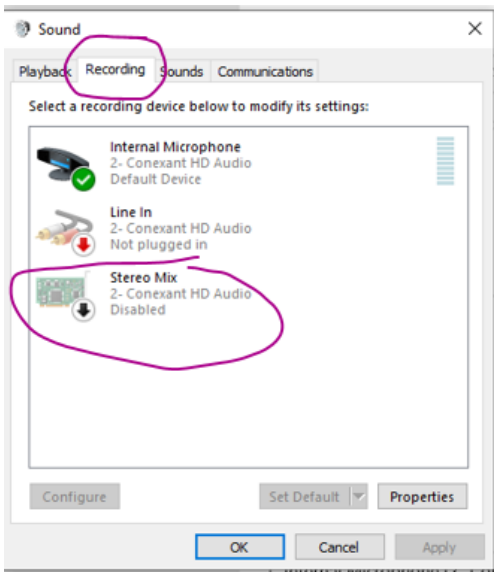 Sound
Playback Recording Sounds Communications
Select a recording device below to modify its settings:
Internal Microphone
2- Conexant HD Audio
Default Device
Line In
2- Conexant HD Audio
Not plugged in
Stereo Mix
2- Conexant HD Audio
Disabled
Configure Set Default Properties
OK Cancel Apply